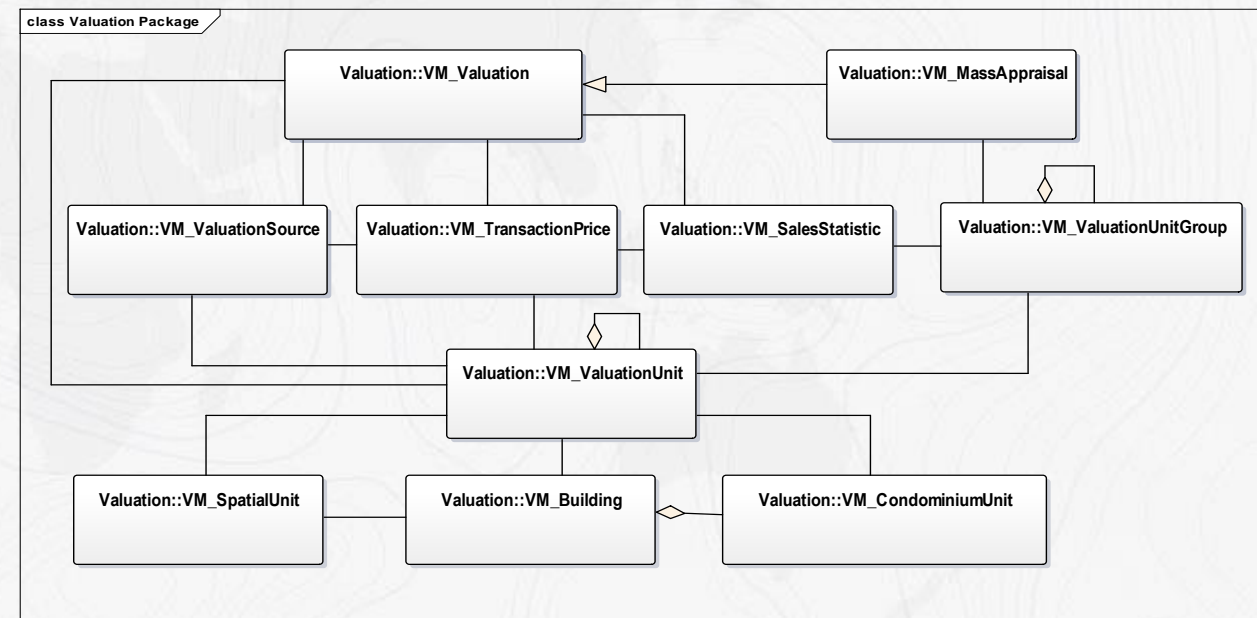 class Valuation Package
Valuation::VM_Valuation
Valuation::VM_MassAppraisal
Valuation::VM_ValuationSource
Valuation::VM_TransactionPrice
Valuation::VM_SalesStatistic
Valuation::VM_ValuationUnitGroup
Valuation::VM_ValuationUnit
Valuation::VM_SpatialUnit
Valuation::VM_Building
Valuation::VM_CondominiumUnit